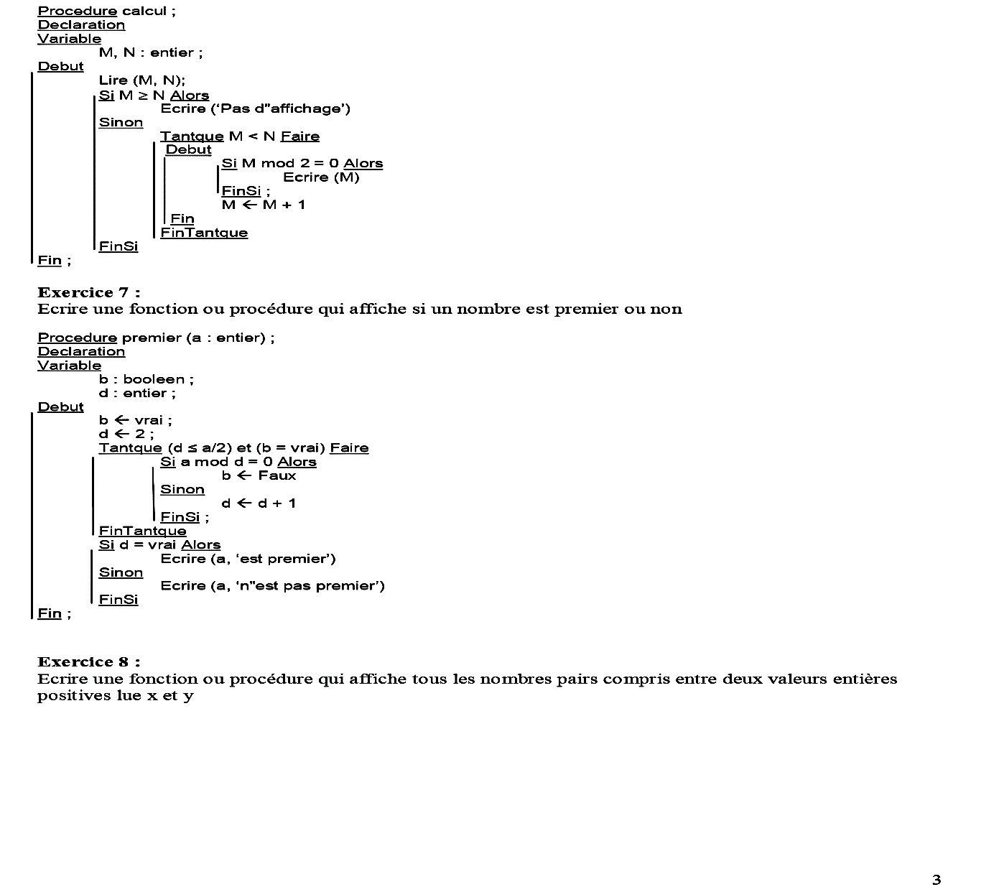 Procedure calcul ;
Declaration
Variable
M, N : entier ;
Debut
Lire (M, N);
Si M ≥ N Alors
Ecrire (‘Pas d"affichage’)
Sinon
Tantque M < N Faire
Debut
Si M mod 2 = 0 Alors
Ecrire (M)
FinSi ;
M ← M + 1
Fin
FinTantque
FinSi
Fin ;
Exercice 7 :
Ecrire une fonction ou procédure qui affiche si un nombre est premier ou non
Procedure premier (a : entier) ;
Declaration
Variable
b : booleen ;
d : entier ;
Debut
b ← vrai ;
d ← 2 ;
Tantque (d ≤ a/2) et (b = vrai) Faire
Si a mod d = 0 Alors
b ← Faux
Sinon
d ← d + 1
FinSi ;
FinTantque
Si d = vrai Alors
Ecrire (a, ‘est premier’)
Sinon
Ecrire (a, ‘n"est pas premier’)
FinSi
Fin ;
Exercice 8 :
Ecrire une fonction ou procédure qui affiche tous les nombres pairs compris entre deux valeurs entières
positives lue x et y
3